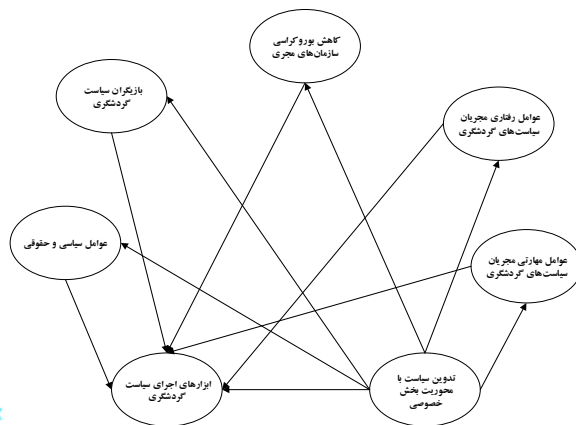 کاهش بوروکراسی
سازمان‌های مجری
بازیگران سیاست
گردشگری
عوامل رفتاری مجریان
سیاست‌های گردشگری
عوامل سیاسی و حقوقی
عوامل مهارتی مجریان
سیاست‌های گردشگری
ابزارهای اجرای سیاست
گردشگری
تدوین سیاست با
محوریت بخش
خصوصی